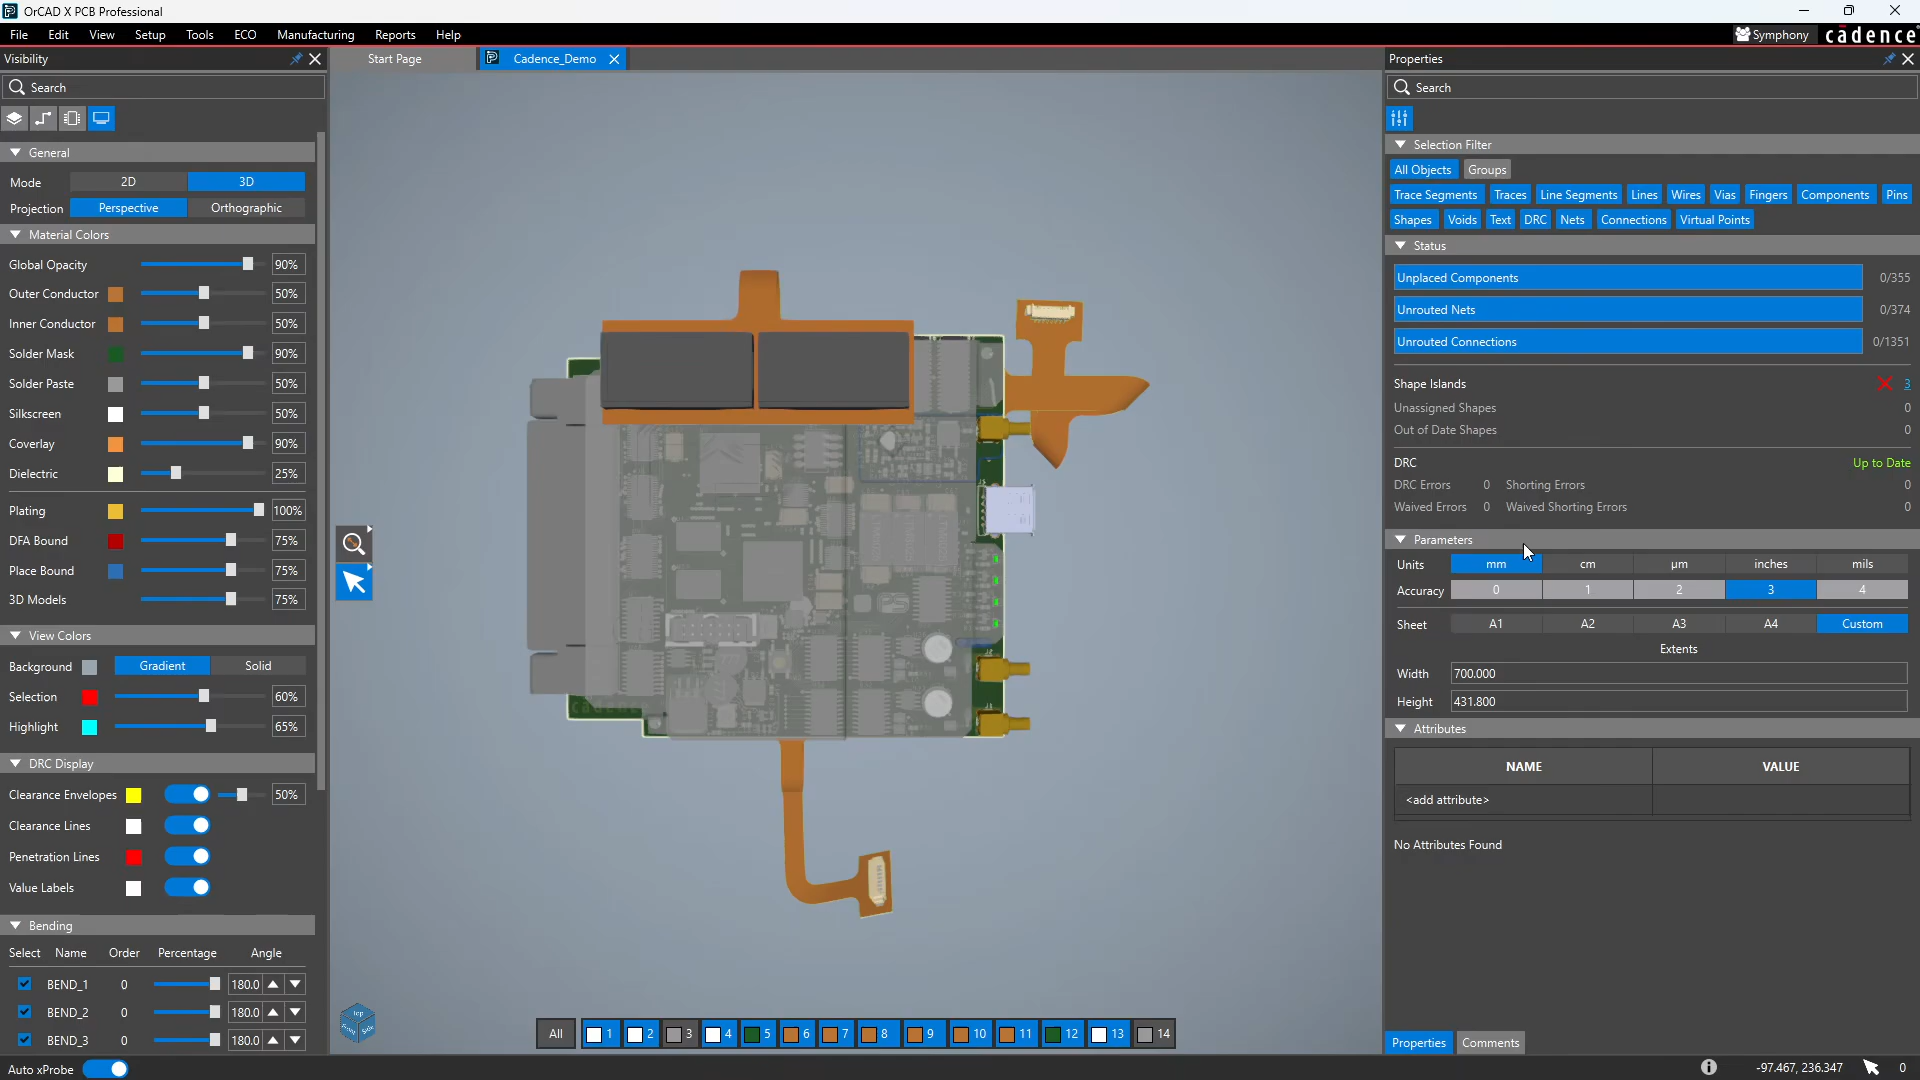 OrCAD X PCB Professional
File Edit View Setup Tools ECO Manufacturing Reports Help
Symphony cādence
Visibility
Search
General
Mode 2D 3D
Projection Perspective Orthographic
Material Colors
Global Opacity 90%
Outer Conductor 50%
Inner Conductor 50%
Solder Mask 90%
Solder Paste 50%
Silkscreen 50%
Coverlay 90%
Dielectric 25%
Plating 100%
DFA Bound 75%
Place Bound 75%
3D Models 75%
View Colors
Background Gradient Solid
Selection 60%
Highlight 65%
DRC Display
Clearance Envelopes 50%
Clearance Lines
Penetration Lines
Value Labels
Bending
Select Name Order Percentage Angle
BEND_1 0 180.0
BEND_2 0 180.0
BEND_3 0 180.0
Auto xProbe
Start Page Cadence_Demo
cadence
Top
All 1 2 3 4 5 6 7 8 9 10 11 12 13 14
Properties
Search
Selection Filter
All Objects Groups
Trace Segments Traces Line Segments Lines Wires Vias Fingers Components Pins
Shapes Voids Text DRC Nets Connections Virtual Points
Status
Unplaced Components 0/355
Unrouted Nets 0/374
Unrouted Connections 0/1351
Shape Islands 3
Unassigned Shapes 0
Out of Date Shapes 0
DRC Up to Date
DRC Errors 0 Shorting Errors 0
Waived Errors 0 Waived Shorting Errors 0
Parameters
Units mm cm µm inches mils
Accuracy 0 1 2 3 4
Sheet A1 A2 A3 A4 Custom
Extents
Width 700.000
Height 431.800
Attributes
NAME VALUE
<add attribute>
No Attributes Found
Properties Comments
-97.467, 236.347 0